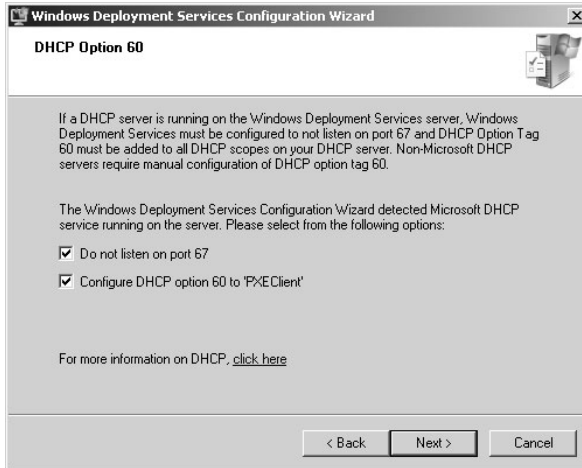 Windows Deployment Services Configuration Wizard
DHCP Option 60
If a DHCP server is running on the Windows Deployment Services server, Windows
Deployment Services must be configured to not listen on port 67 and DHCP Option Tag
60 must be added to all DHCP scopes on your DHCP server. Non-Microsoft DHCP
servers require manual configuration of DHCP option tag 60.
The Windows Deployment Services Configuration Wizard detected Microsoft DHCP
service running on the server. Please select from the following options:
Do not listen on port 67
Configure DHCP option 60 to 'PXEClient'
For more information on DHCP, click here
< Back Next > Cancel